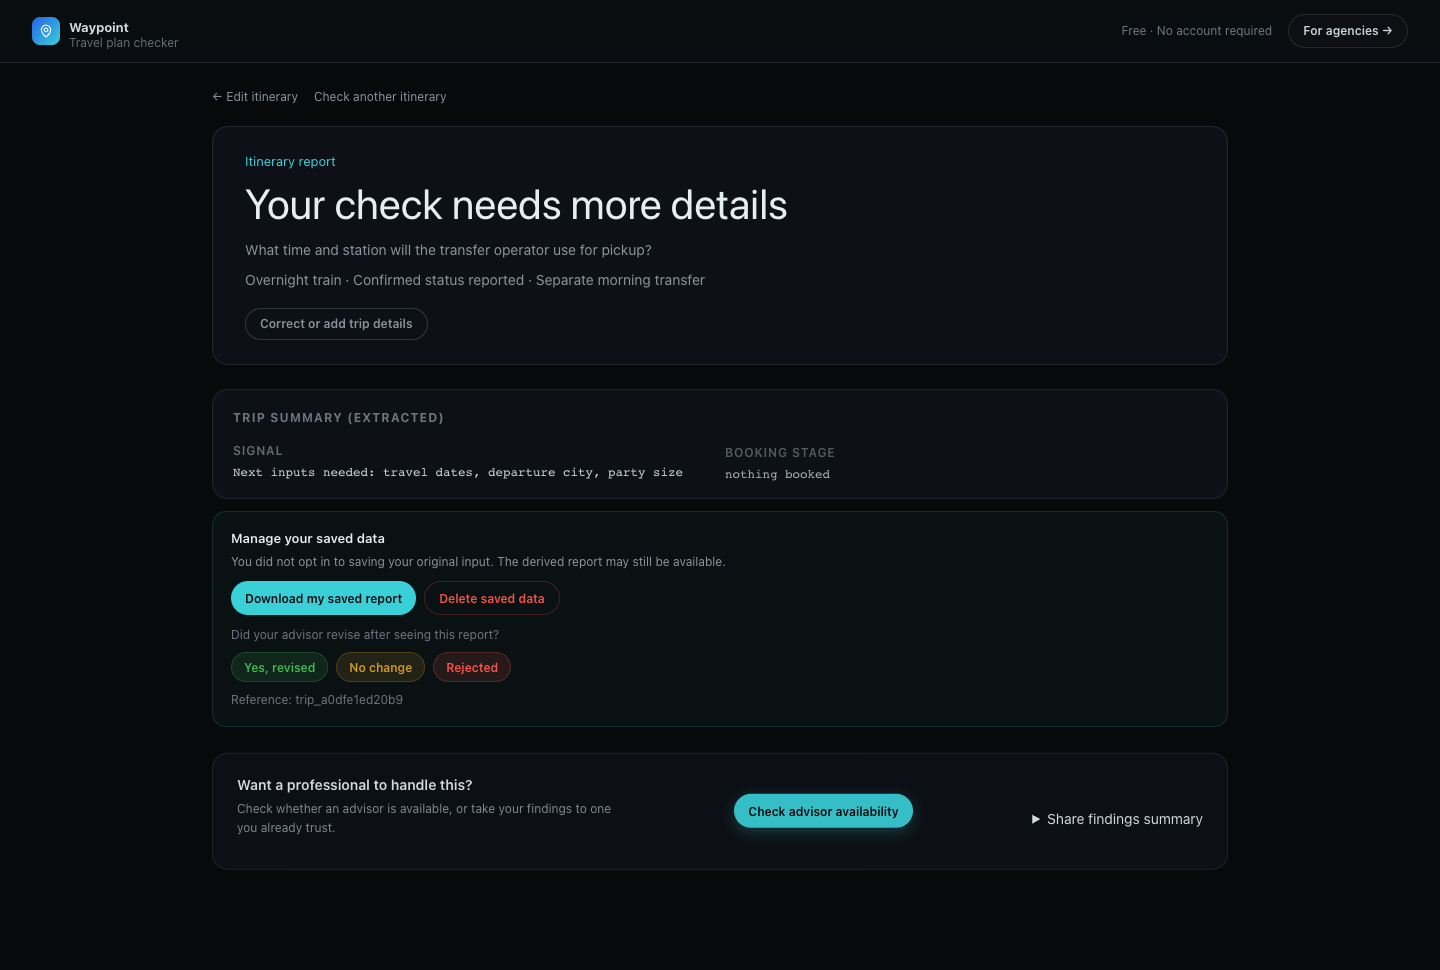 Waypoint
Travel plan checker
Free · No account required
For agencies →
← Edit itinerary
Check another itinerary
Itinerary report
Your check needs more details
What time and station will the transfer operator use for pickup?
Overnight train · Confirmed status reported · Separate morning transfer
Correct or add trip details
TRIP SUMMARY (EXTRACTED)
SIGNAL
Next inputs needed: travel dates, departure city, party size
BOOKING STAGE
nothing booked
Manage your saved data
You did not opt in to saving your original input. The derived report may still be available.
Download my saved report
Delete saved data
Did your advisor revise after seeing this report?
Yes, revised
No change
Rejected
Reference: trip_a0dfe1ed20b9
Want a professional to handle this?
Check whether an advisor is available, or take your findings to one
you already trust.
Check advisor availability
▶ Share findings summary